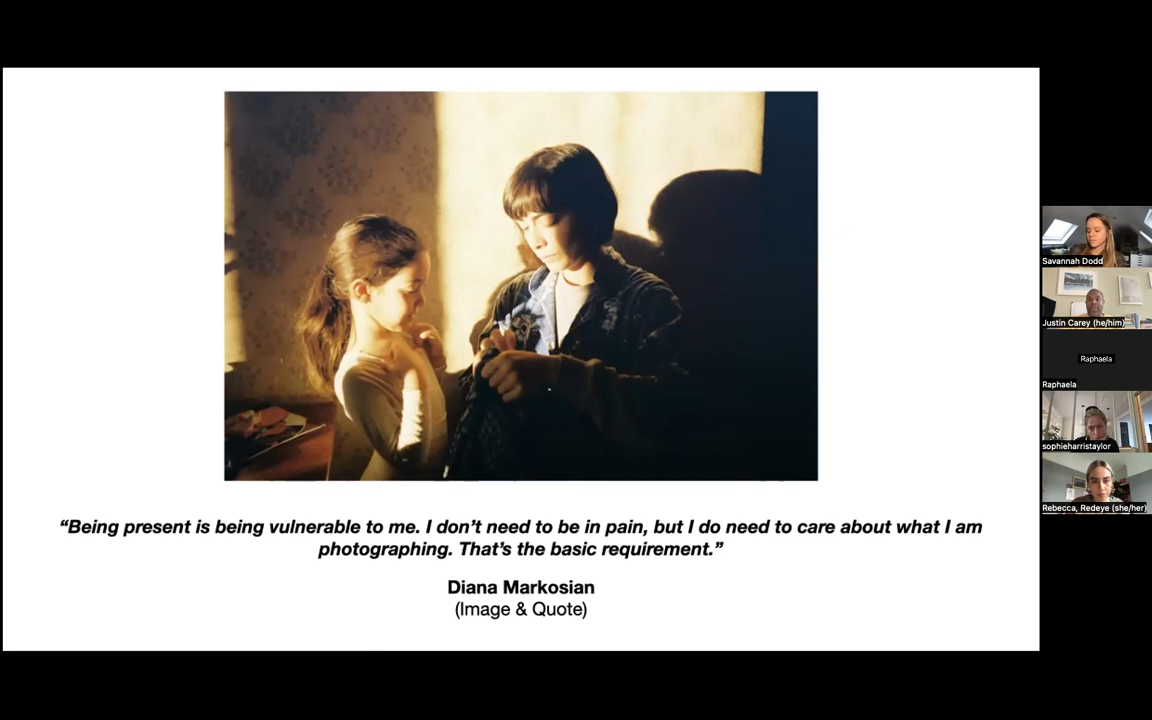 “Being present is being vulnerable to me. I don’t need to be in pain, but I do need to care about what I am
photographing. That’s the basic requirement.”
Diana Markosian
(Image & Quote)
Savannah Dodd
Justin Carey (he/him)
Raphaela
Raphaela
sophieharristaylor
Rebecca, Redeye (she/her)